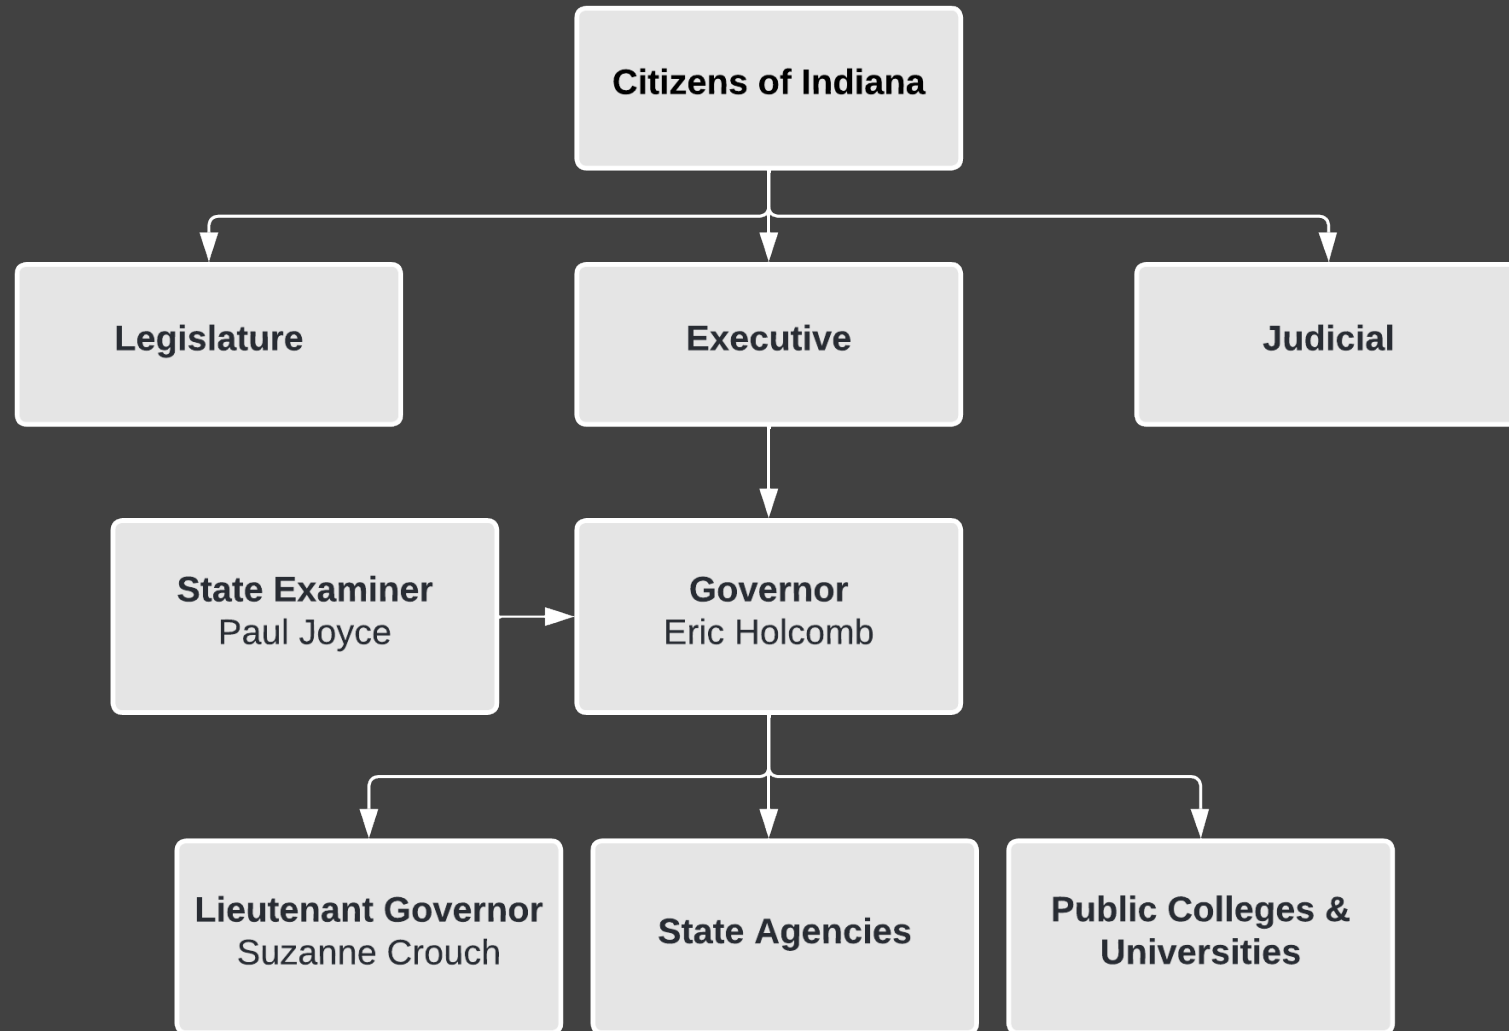 Citizens of Indiana
Legislature
Executive
Judicial
State Examiner
Paul Joyce
Governor
Eric Holcomb
Lieutenant Governor
Suzanne Crouch
State Agencies
Public Colleges &
Universities